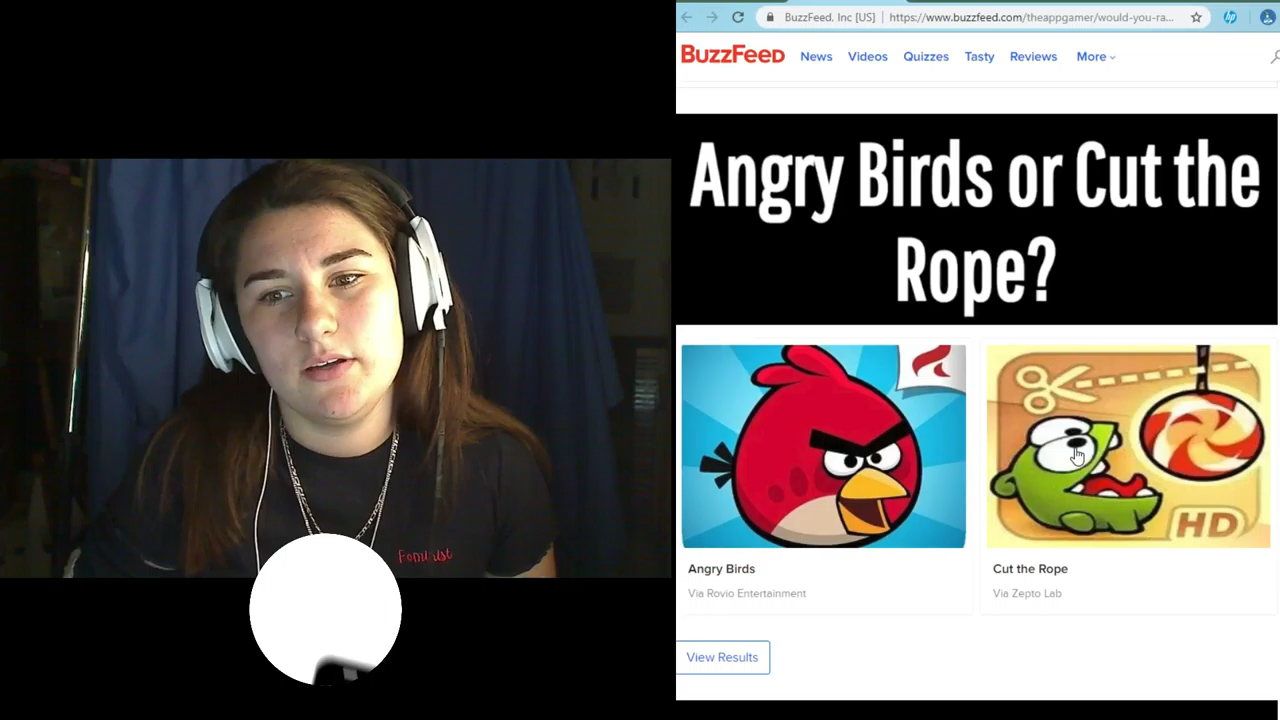 BuzzFeed, Inc [US] | https://www.buzzfeed.com/theappgamer/would-you-ra...
BuzzFeed News Videos Quizzes Tasty Reviews More
Angry Birds or Cut the
Rope?
HD
Angry Birds Cut the Rope
Via Rovio Entertainment Via Zepto Lab
View Results